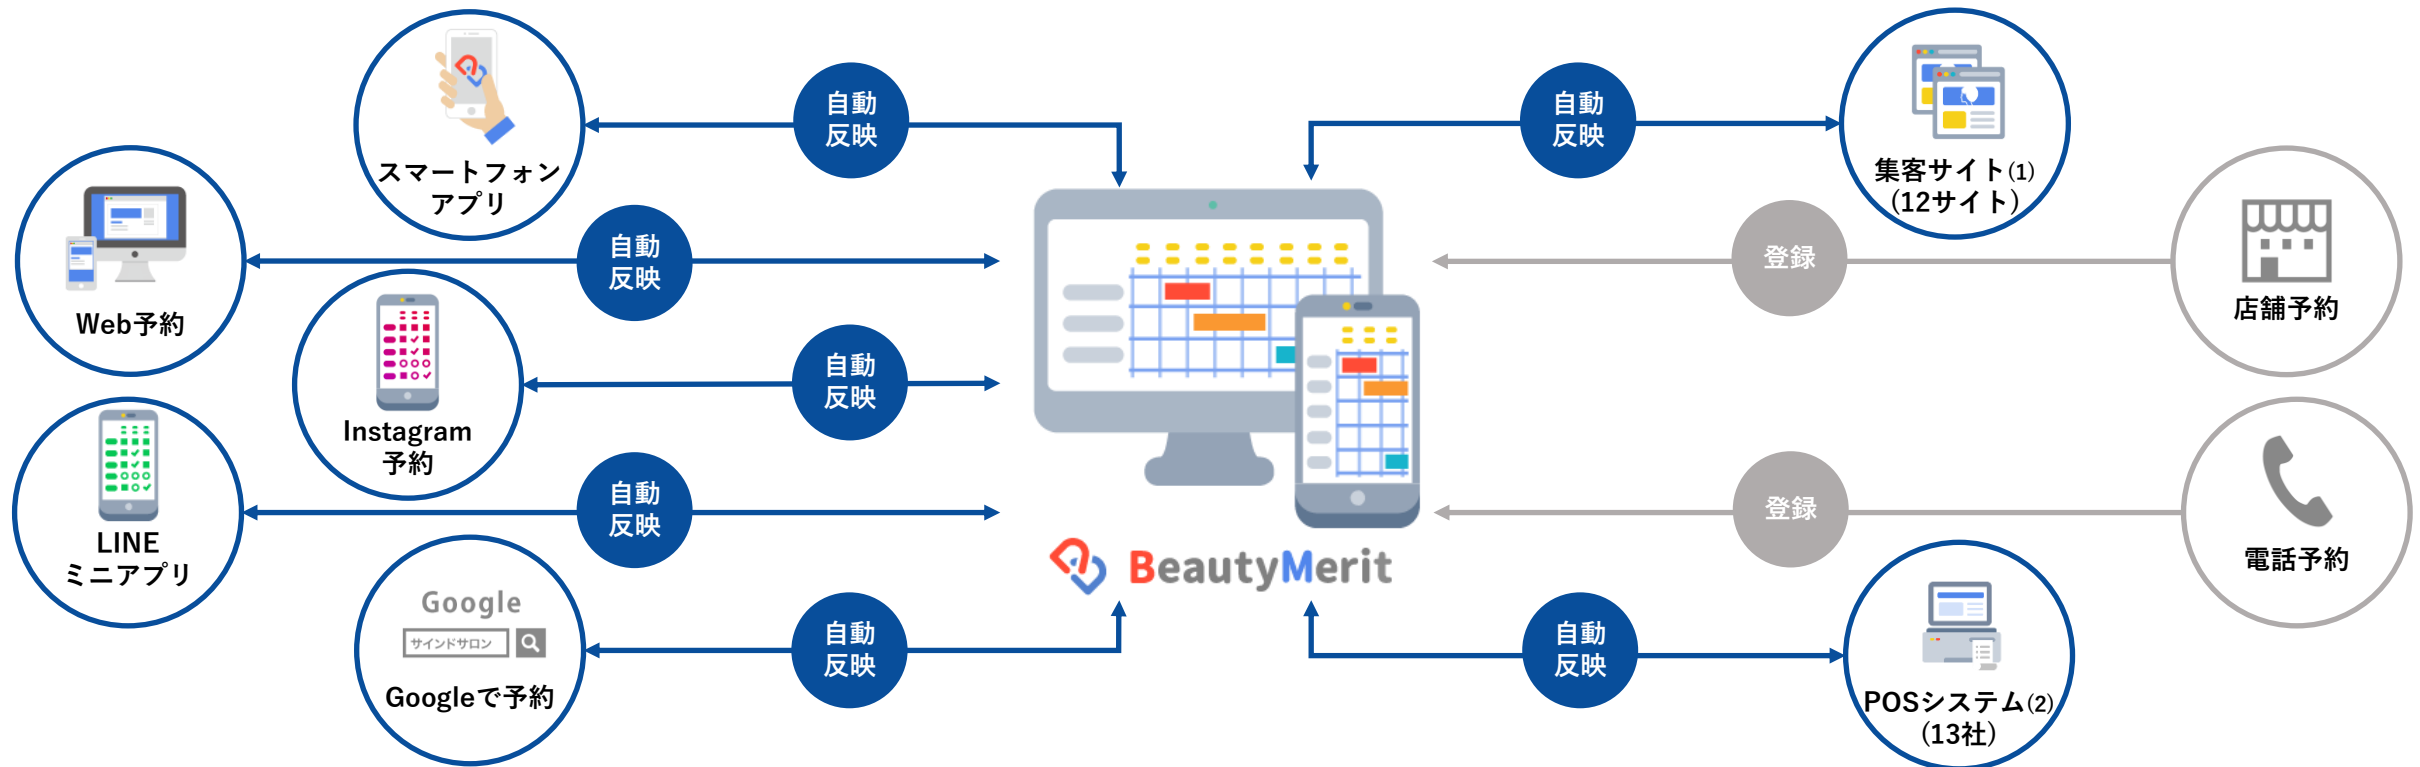 スマートフォン
アプリ
自動
反映
自動
反映
集客サイト(1)
(12サイト)
Web予約
自動
反映
登録
店舗予約
Instagram
予約
自動
反映
LINE
ミニアプリ
自動
反映
BeautyMerit
登録
電話予約
Google
サインドサロン
Googleで予約
自動
反映
自動
反映
POSシステム(2)
(13社)